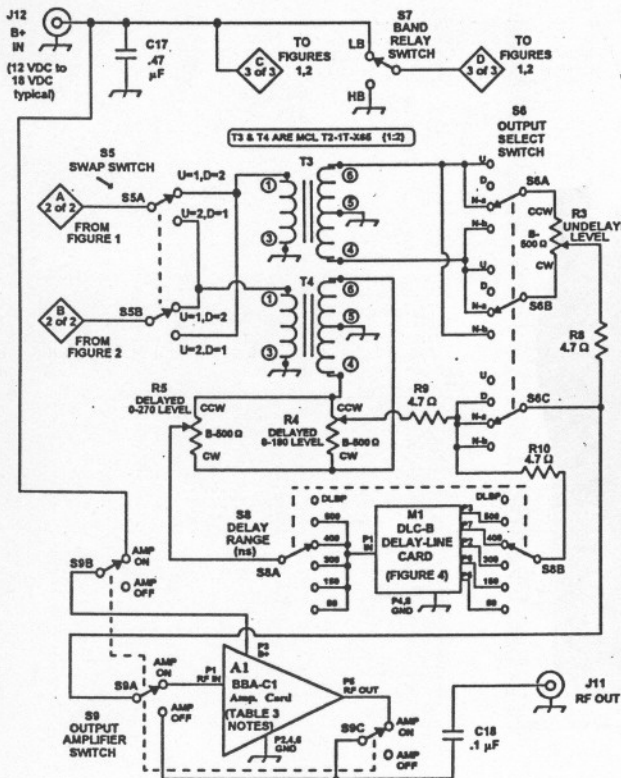 J12
B+
IN
(12 VDC to
18 VDC
typical)
C17
.47
µF
C
3 of 3
TO
FIGURES
1,2
S7
BAND
RELAY
SWITCH
LB
HB
D
3 of 3
TO
FIGURES
1,2
T3 & T4 ARE MCL T2-1T-X65 (1:2)
S6
OUTPUT
SELECT
SWITCH
S5
SWAP SWITCH
A
2 of 2
FROM
FIGURE 1
S5A
U=1,D=2
U=2,D=1
B
2 of 2
FROM
FIGURE 2
S5B
U=1,D=2
U=2,D=1
T3
1
3
6
5
4
T4
1
3
6
5
4
U
D
N-a
N-b
S6A
U
D
N-a
N-b
S6B
U
D
N-a
N-b
S6C
CCW
B-
500 Ω
CW
R3
UNDELAY
LEVEL
R8
4.7 Ω
R5
DELAYED
0-270 LEVEL
CCW
B-500 Ω
CW
R4
DELAYED
0-180 LEVEL
CCW
B-500 Ω
CW
R9
4.7 Ω
R10
4.7 Ω
S8
DELAY
RANGE
(ns)
S8A
DLBP
500
400
300
150
50
P1
IN
M1
DLC-B
DELAY-LINE
CARD
(FIGURE 4)
P4,8
GND
P3
P7
P2
DLBP
500
400
300
150
50
S8B
S9B
AMP
ON
AMP
OFF
S9A
AMP
ON
AMP
OFF
S9
OUTPUT
AMPLIFIER
SWITCH
P1
RF IN
P3
B+
A1
BBA-C1
Amp. Card
(TABLE 3
NOTES)
P2,4,6
GND
P5
RF OUT
S9C
AMP
ON
AMP
OFF
C18
.1 µF
J11
RF OUT